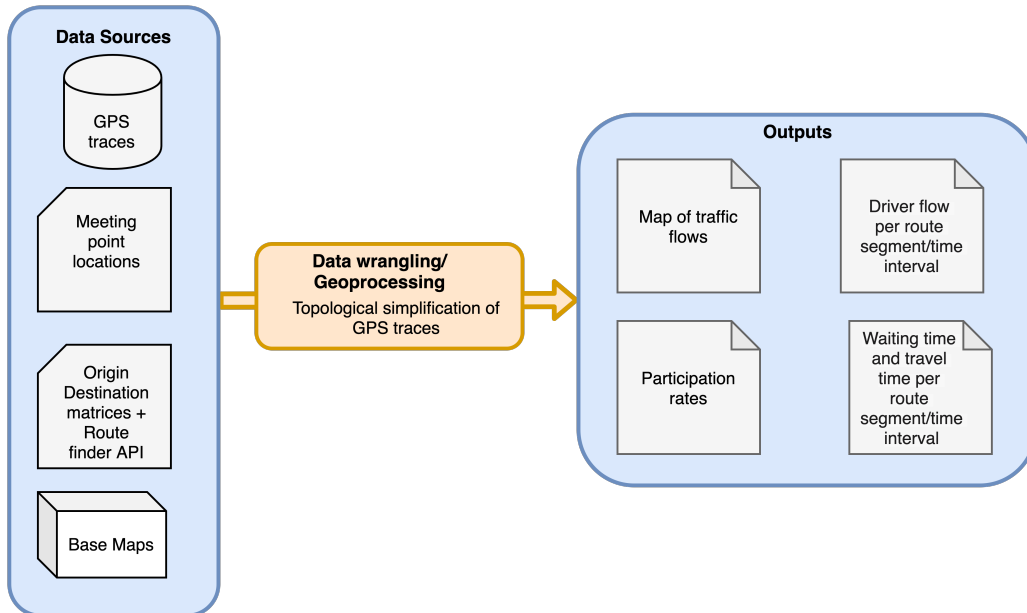 Data Sources
GPS
traces
Meeting
point
locations
Origin
Destination
matrices +
Route
finder API
Base Maps
Data wrangling/
Geoprocessing
Topological simplification of
GPS traces
Outputs
Map of traffic
flows
Driver flow
per route
segment/time
interval
Participation
rates
Waiting time
and travel
time per
route
segment/time
interval